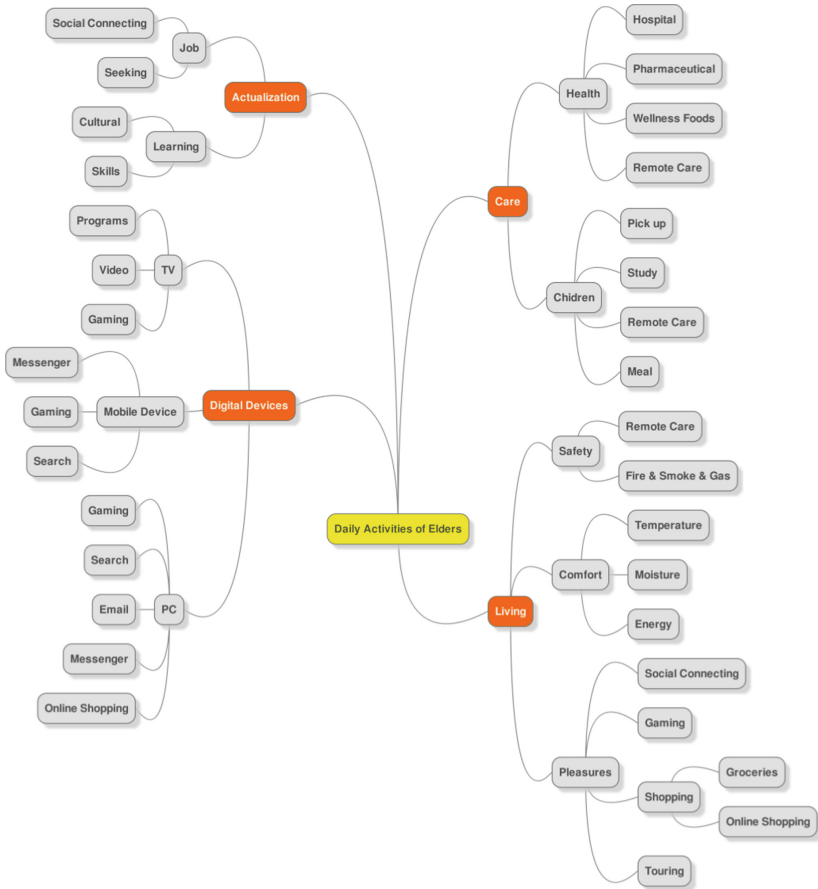 Social Connecting
Job
Seeking
Actualization
Cultural
Learning
Skills
Programs
Video
TV
Gaming
Messenger
Gaming
Mobile Device
Digital Devices
Search
Gaming
Search
Email
PC
Messenger
Online Shopping
Daily Activities of Elders
Hospital
Pharmaceutical
Health
Wellness Foods
Remote Care
Care
Pick up
Study
Chidren
Remote Care
Meal
Remote Care
Safety
Fire & Smoke & Gas
Temperature
Comfort
Moisture
Energy
Living
Social Connecting
Gaming
Pleasures
Groceries
Shopping
Online Shopping
Touring